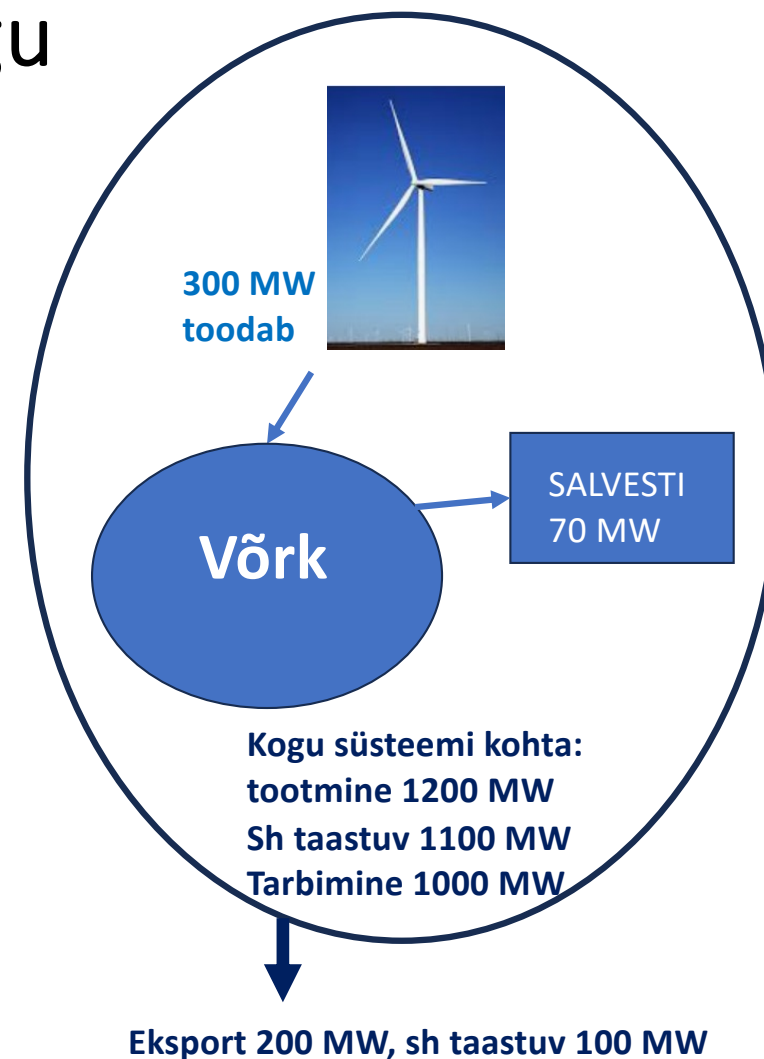 gu
300 MW
toodab
SALVESTI
70 MW
Võrk
Kogu süsteemi kohta:
tootmine 1200 MW
Sh taastuv 1100 MW
Tarbimine 1000 MW
Eksport 200 MW, sh taastuv 100 MW